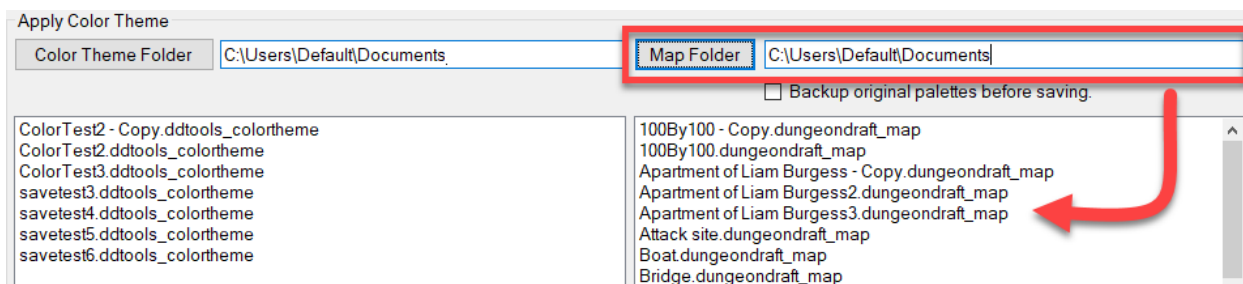 Apply Color Theme
Color Theme Folder C:\Users\Default\Documents Map Folder C:\Users\Default\Documents
Backup original palettes before saving.
ColorTest2 - Copy.ddtools_colortheme
ColorTest2.ddtools_colortheme
ColorTest3.ddtools_colortheme
savetest3.ddtools_colortheme
savetest4.ddtools_colortheme
savetest5.ddtools_colortheme
savetest6.ddtools_colortheme
100By100 - Copy.dungeondraft_map
100By100.dungeondraft_map
Apartment of Liam Burgess - Copy.dungeondraft_map
Apartment of Liam Burgess2.dungeondraft_map
Apartment of Liam Burgess3.dungeondraft_map
Attack site.dungeondraft_map
Boat.dungeondraft_map
Bridge.dungeondraft_map